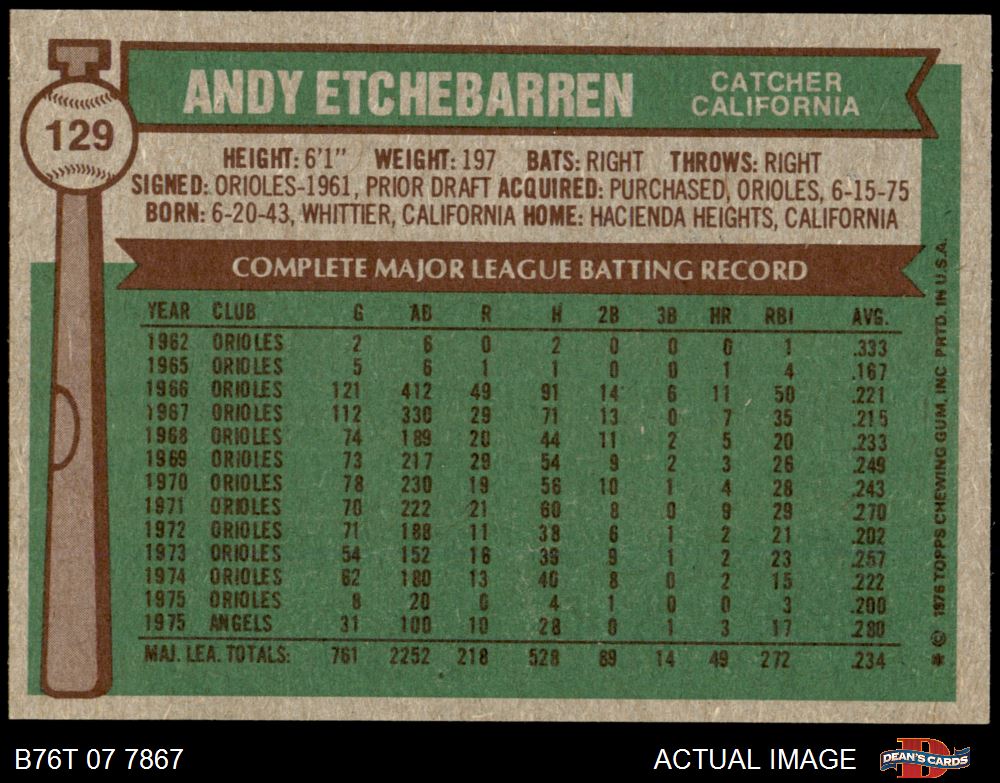 ANDY ETCHEBARREN
CATCHER
CALIFORNIA
129
HEIGHT: 6'1" WEIGHT: 197 BATS: RIGHT THROWS: RIGHT
SIGNED: ORIOLES-1961, PRIOR DRAFT ACQUIRED: PURCHASED, ORIOLES, 6-15-75
BORN: 6-20-43, WHITTIER, CALIFORNIA HOME: HACIENDA HEIGHTS, CALIFORNIA
COMPLETE MAJOR LEAGUE BATTING RECORD
YEAR CLUB G AB R H 2B 3B HR RBI AVG.
1962 ORIOLES 2 6 0 2 0 0 0 1 .333
1965 ORIOLES 5 6 1 1 0 0 1 4 .167
1966 ORIOLES 121 412 49 91 14 6 11 50 .221
1967 ORIOLES 112 330 29 71 13 0 7 35 .215
1968 ORIOLES 74 189 20 44 11 2 5 20 .233
1969 ORIOLES 73 217 29 54 9 2 3 26 .249
1970 ORIOLES 78 230 19 56 10 1 4 28 .243
1971 ORIOLES 70 222 21 60 8 0 9 29 .270
1972 ORIOLES 71 188 11 38 6 1 2 21 .202
1973 ORIOLES 54 152 16 39 9 1 2 23 .257
1974 ORIOLES 62 180 13 40 8 0 2 15 .222
1975 ORIOLES 8 20 0 4 1 0 0 3 .200
1975 ANGELS 31 100 10 28 0 1 3 17 .280
MAJ. LEA. TOTALS: 761 2252 218 528 89 14 49 272 .234
* © 1976 TOPPS CHEWING GUM, INC PRTD. IN U.S.A.
B76T 07 7867
ACTUAL IMAGE
DEAN'S CARDS